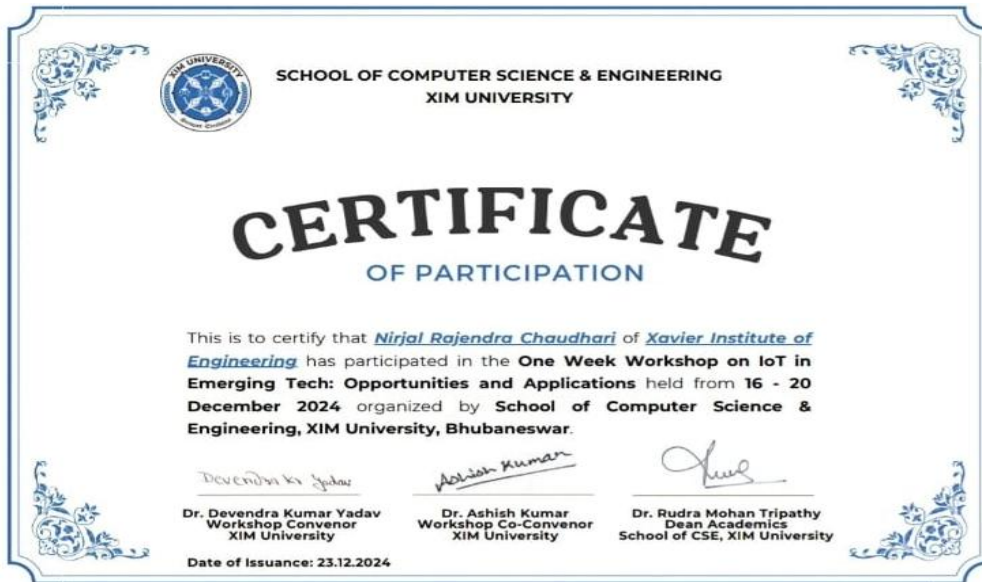 XIM UNIVERSITY
SCHOOL OF COMPUTER SCIENCE & ENGINEERING
XIM UNIVERSITY
CERTIFICATE
OF PARTICIPATION
This is to certify that Nirjal Rajendra Chaudhari of Xavier Institute of
Engineering has participated in the One Week Workshop on IoT in
Emerging Tech: Opportunities and Applications held from 16 - 20
December 2024 organized by School of Computer Science &
Engineering, XIM University, Bhubaneswar.
Devendra Kr Yadav
Ashish Kumar
Dr. Devendra Kumar Yadav
Workshop Convenor
XIM University
Dr. Ashish Kumar
Workshop Co-Convenor
XIM University
Dr. Rudra Mohan Tripathy
Dean Academics
School of CSE, XIM University
Date of Issuance: 23.12.2024